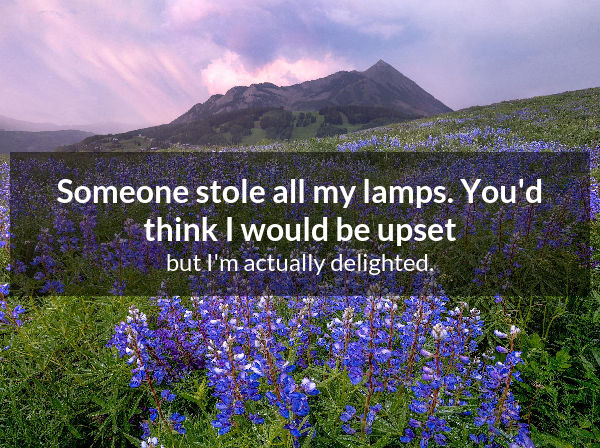 Someone stole all my lamps. You'd
think I would be upset
but I'm actually delighted.